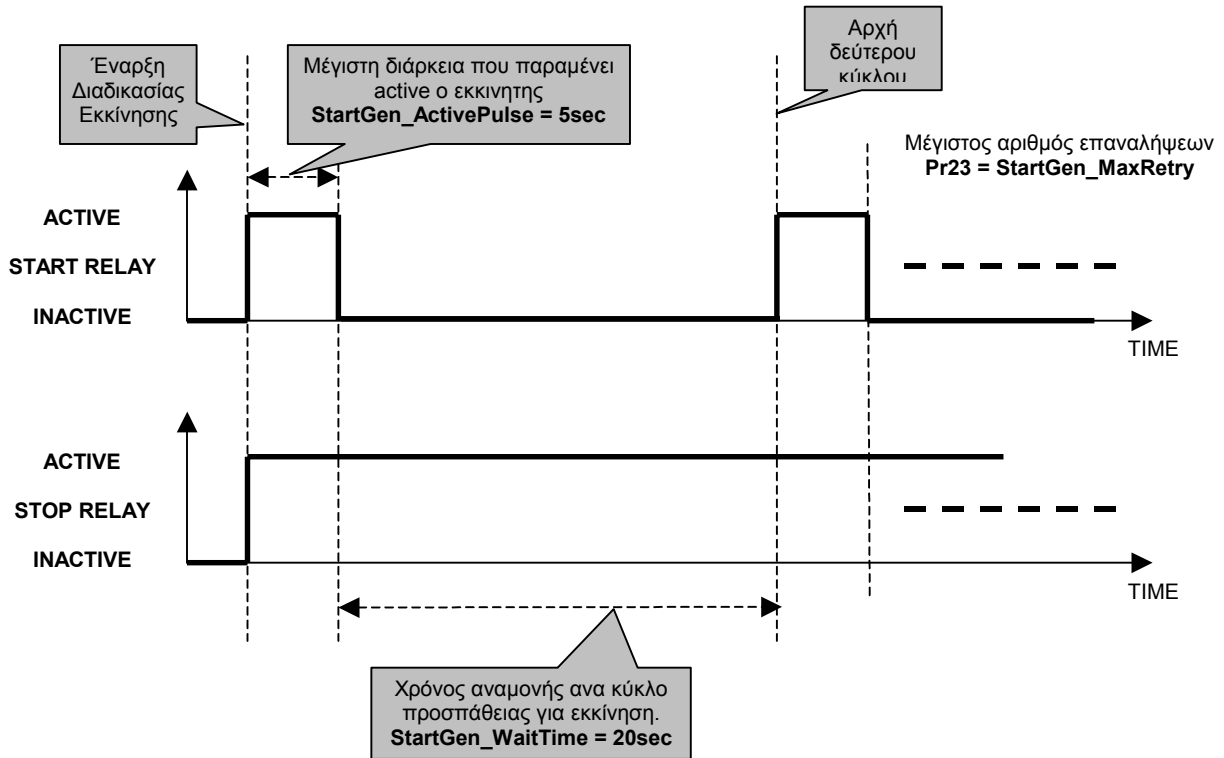 Έναρξη
Διαδικασίας
Εκκίνησης
Μέγιστη διάρκεια που παραμένει
active ο εκκινητης
StartGen_ActivePulse = 5sec
Αρχή
δεύτερου
κύκλου
Μέγιστος αριθμός επαναλήψεων
Pr23 = StartGen_MaxRetry
ACTIVE
START RELAY
INACTIVE
TIME
ACTIVE
STOP RELAY
INACTIVE
TIME
Χρόνος αναμονής ανα κύκλο
προσπάθειας για εκκίνηση.
StartGen_WaitTime = 20sec